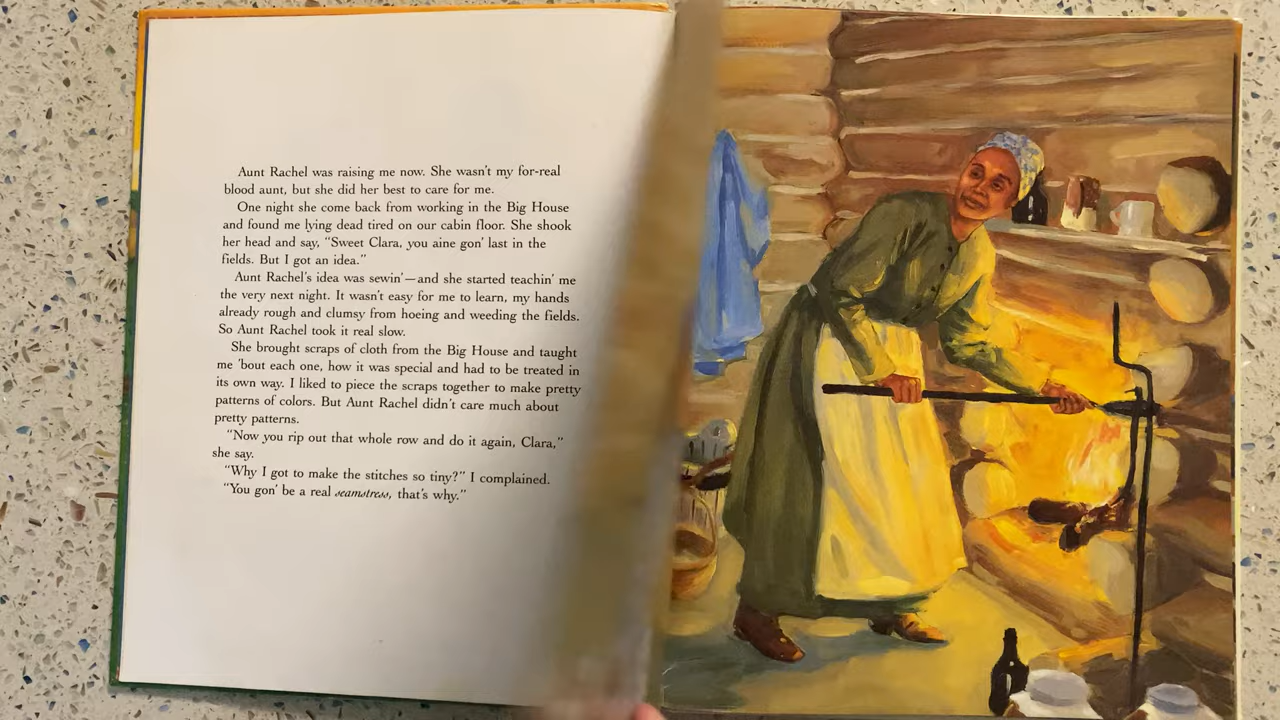 Aunt Rachel was raising me now. She wasn't my for-real
blood aunt, but she did her best to care for me.
One night she come back from working in the Big House
and found me lying dead tired on our cabin floor. She shook
her head and say, "Sweet Clara, you aine gon' last in the
fields. But I got an idea."
Aunt Rachel's idea was sewin'—and she started teachin' me
the very next night. It wasn't easy for me to learn, my hands
already rough and clumsy from hoeing and weeding the fields.
So Aunt Rachel took it real slow.
She brought scraps of cloth from the Big House and taught
me 'bout each one, how it was special and had to be treated in
its own way. I liked to piece the scraps together to make pretty
patterns of colors. But Aunt Rachel didn't care much about
pretty patterns.
"Now you rip out that whole row and do it again, Clara,"
she say.
"Why I got to make the stitches so tiny?" I complained.
"You gon' be a real seamstress, that's why."